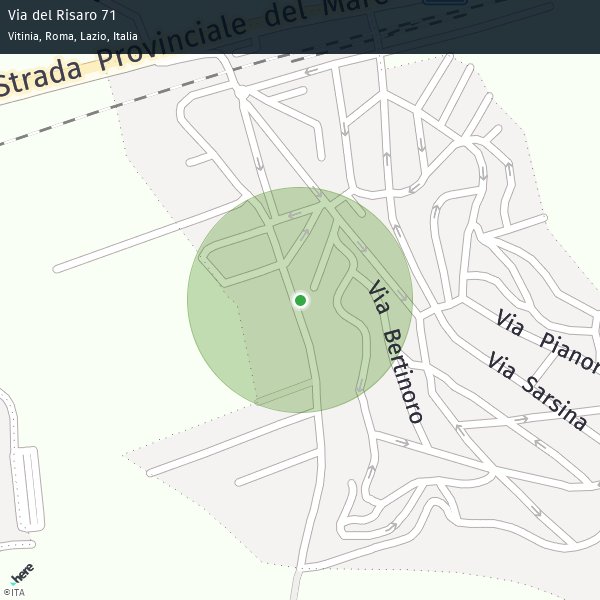 Via del Risaro 71
Vitinia, Roma, Lazio, Italia
Strada Provinciale del Mare
Via Bertinoro
Via Pianor
Via Sarsina
here
©ITA